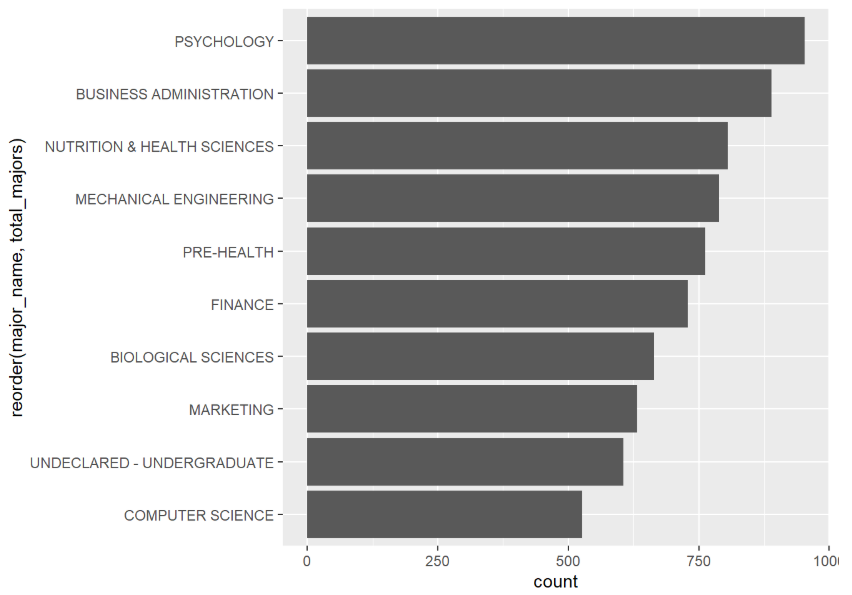 PSYCHOLOGY
BUSINESS ADMINISTRATION
NUTRITION & HEALTH SCIENCES
MECHANICAL ENGINEERING
PRE-HEALTH
FINANCE
BIOLOGICAL SCIENCES
MARKETING
UNDECLARED - UNDERGRADUATE
COMPUTER SCIENCE
reorder(major_name, total_majors)
0 250 500 750 1000
count